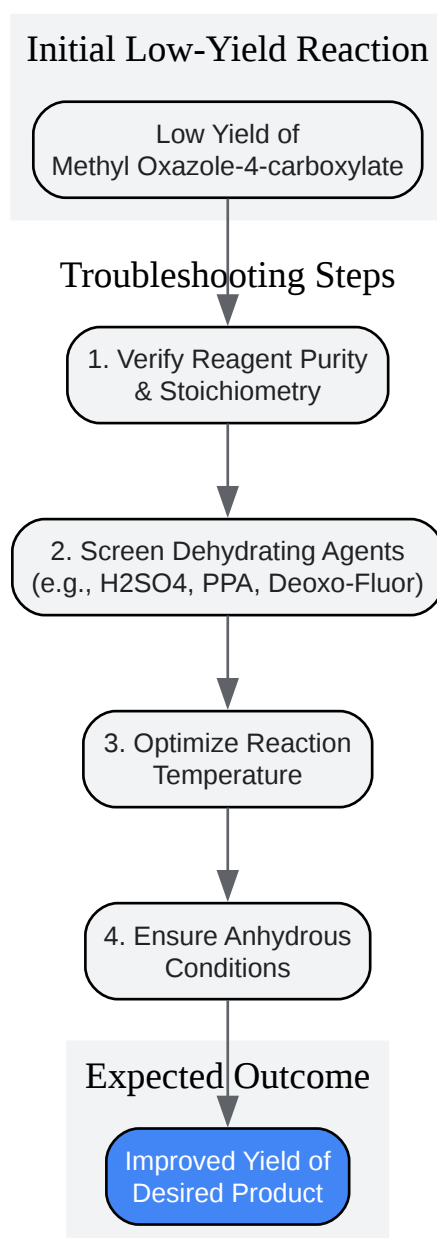 Initial Low-Yield Reaction
Low Yield of
Methyl Oxazole-4-carboxylate
Troubleshooting Steps
1. Verify Reagent Purity
& Stoichiometry
2. Screen Dehydrating Agents
(e.g., H2SO4, PPA, Deoxo-Fluor)
3. Optimize Reaction
Temperature
4. Ensure Anhydrous
Conditions
Expected Outcome
Improved Yield of
Desired Product